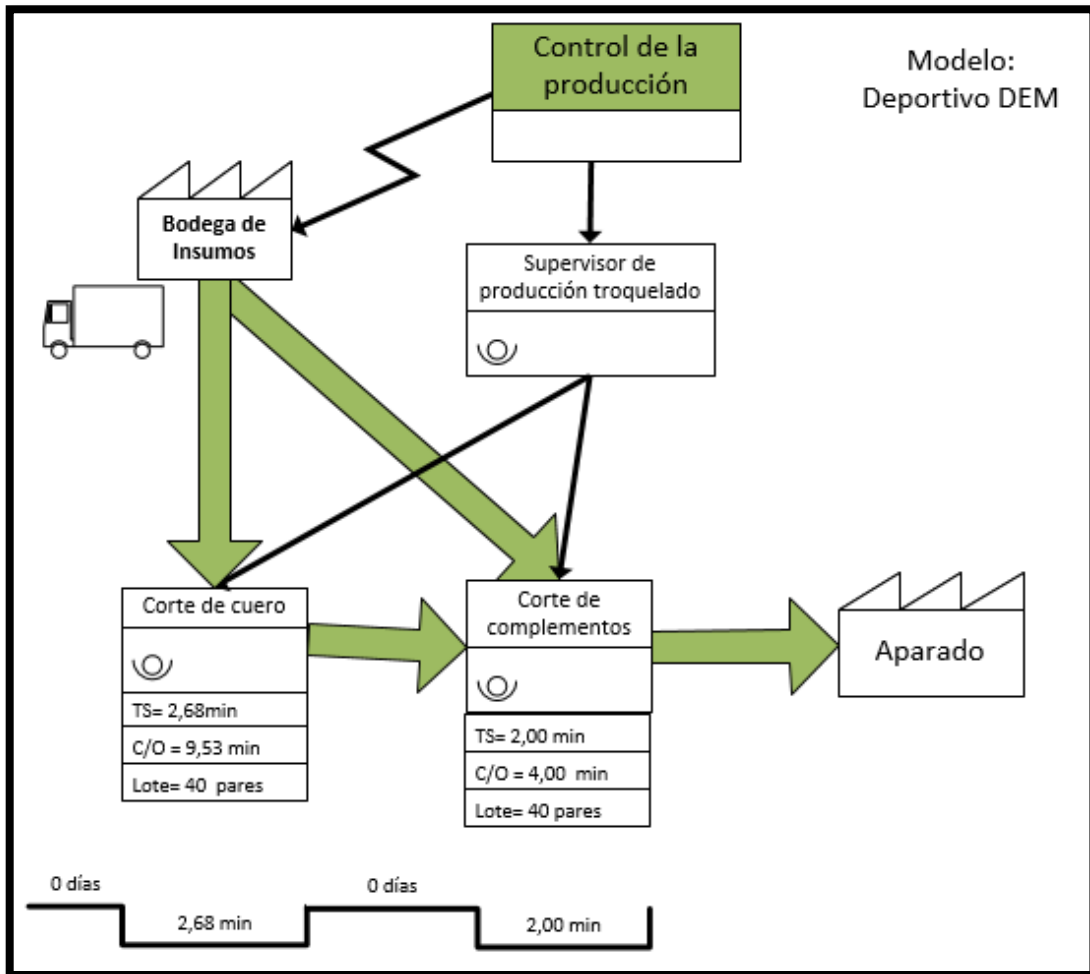 Control de la
producción
Modelo:
Deportivo DEM
Bodega de
Insumos
Supervisor de
producción troquelado
Corte de cuero
TS= 2,68min
C/O = 9,53 min
Lote= 40 pares
Corte de
complementos
TS= 2,00 min
C/O = 4,00 min
Lote= 40 pares
Aparado
0 días
2,68 min
0 días
2,00 min